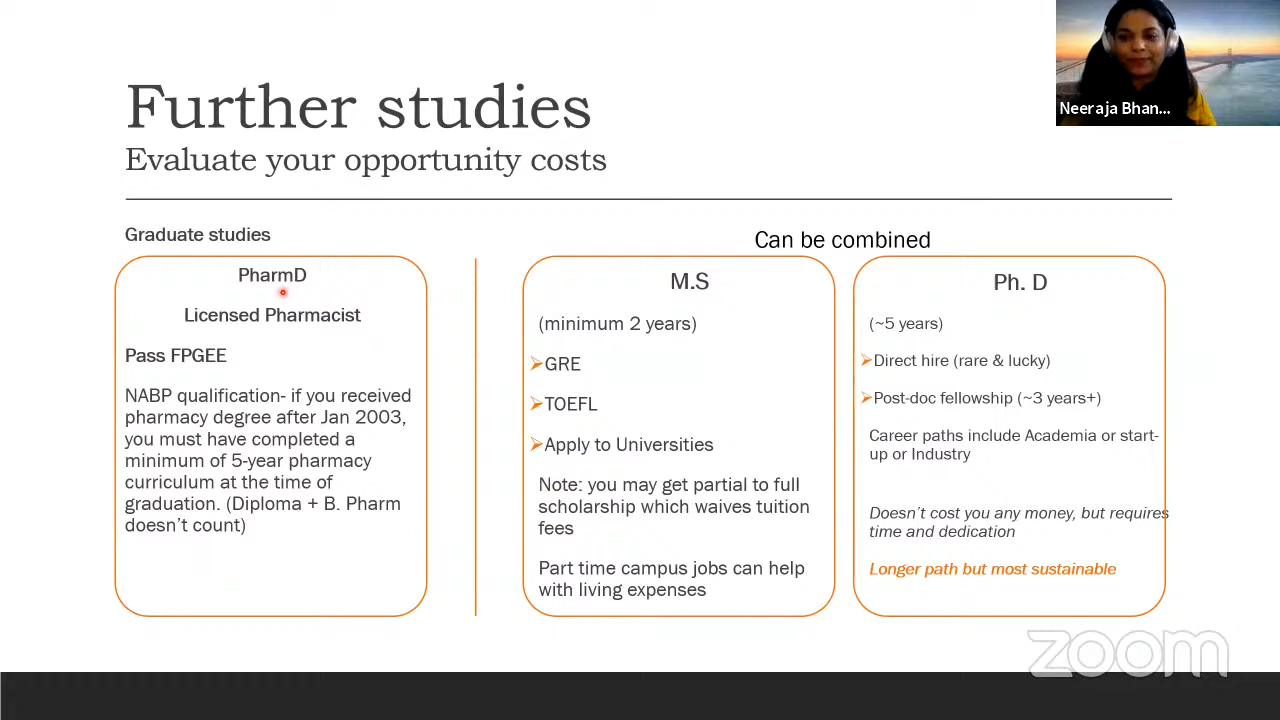 Neeraja Bhan...
Further studies
Evaluate your opportunity costs
Graduate studies
PharmD
Licensed Pharmacist
Pass FPGEE
NABP qualification- if you received
pharmacy degree after Jan 2003,
you must have completed a
minimum of 5-year pharmacy
curriculum at the time of
graduation. (Diploma + B. Pharm
doesn't count)
Can be combined
M.S
(minimum 2 years)
GRE
TOEFL
Apply to Universities
Note: you may get partial to full
scholarship which waives tuition
fees
Part time campus jobs can help
with living expenses
Ph. D
(~5 years)
Direct hire (rare & lucky)
Post-doc fellowship (~3 years+)
Career paths include Academia or start-
up or Industry
Doesn't cost you any money, but requires
time and dedication
Longer path but most sustainable
zoom